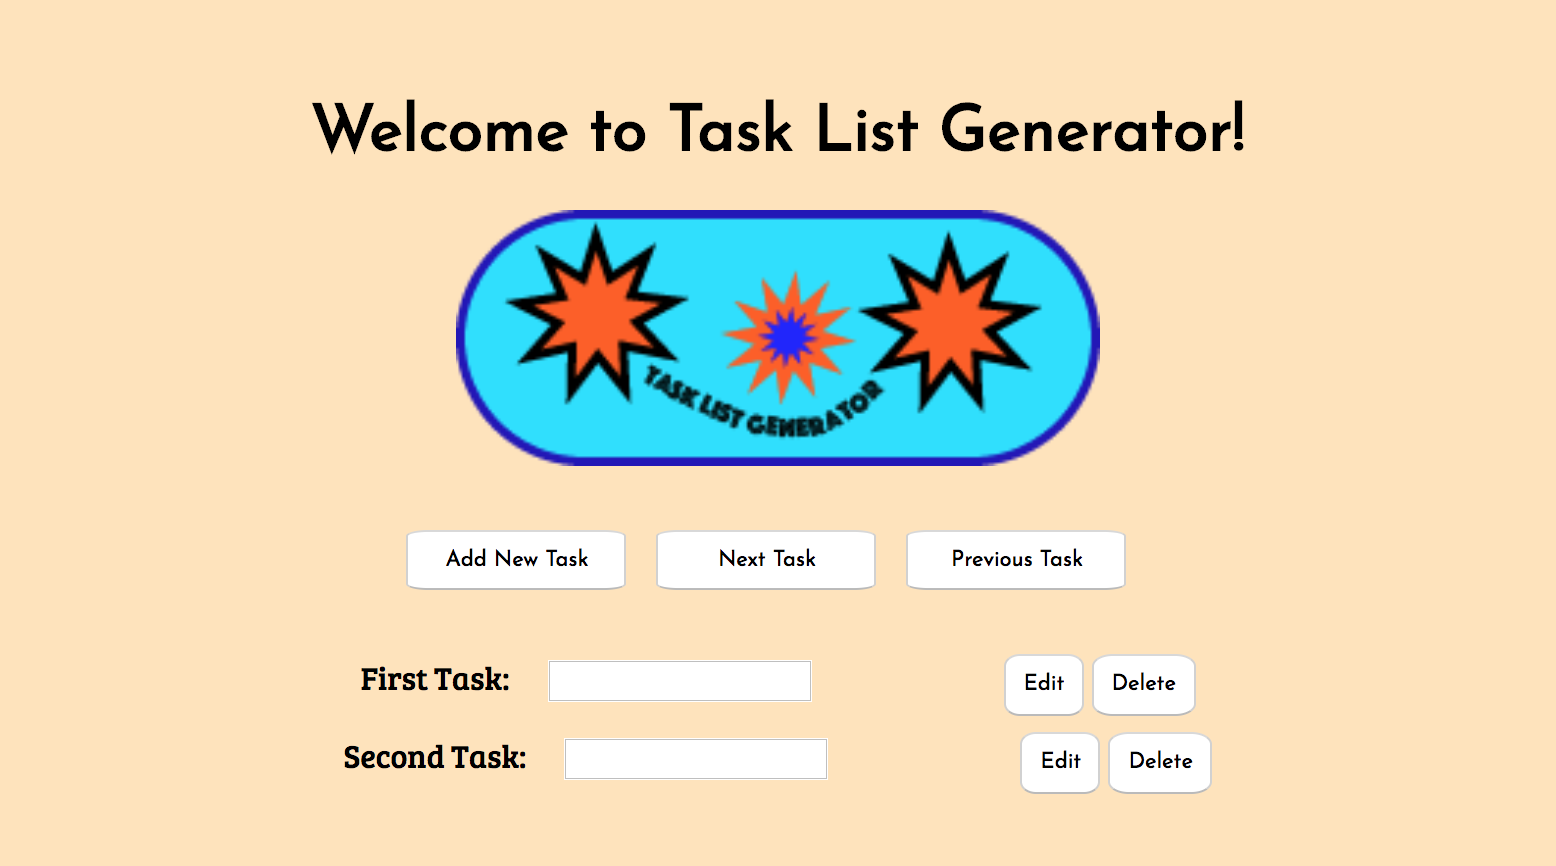 Welcome to Task List Generator!
TASK LIST GENERATOR
Add New Task Next Task Previous Task
First Task: Edit Delete
Second Task: Edit Delete